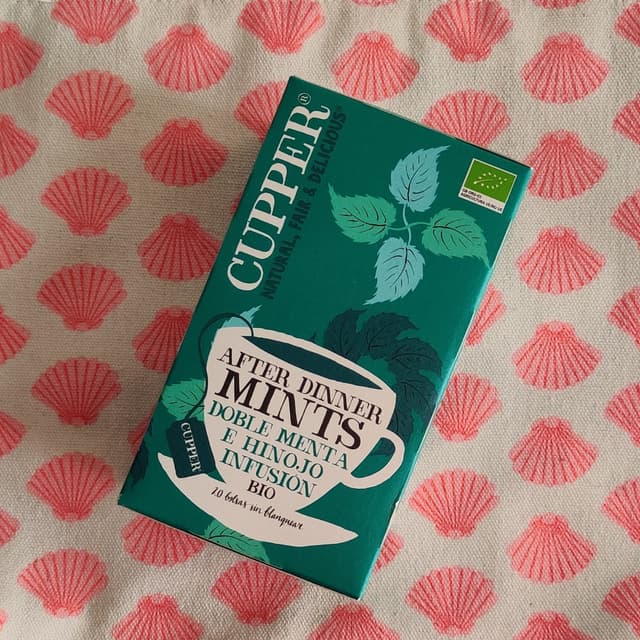 CUPPER®
NATURAL, FAIR & DELICIOUS®
AFTER DINNER
MINTS
DOBLE MENTA
E HINOJO
INFUSIÓN
BIO
20 bolsas sin blanquear
CUPPER